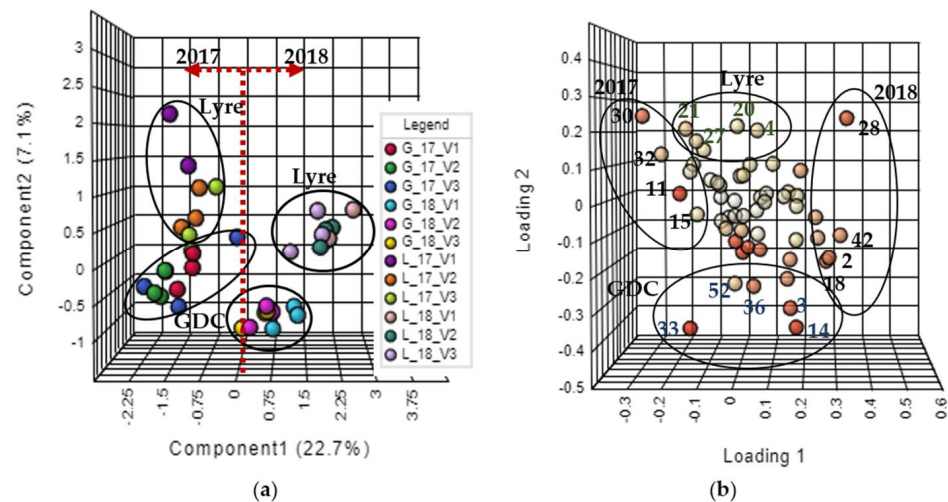 2017 2018
Lyre
Lyre
GDC
Component2 (7.1%)
3
2.5
2
1.5
1
0.5
0
-0.5
-1
-2.25 -1.5 -0.75 0 0.75 1.5 2.25 3 3.75
Component1 (22.7%)
Legend
G_17_V1
G_17_V2
G_17_V3
G_18_V1
G_18_V2
G_18_V3
L_17_V1
L_17_V2
L_17_V3
L_18_V1
L_18_V2
L_18_V3
(a)
Loading 2
0.4
0.3
0.2
0.1
0
-0.1
-0.2
-0.3
-0.4
-0.5
2017
Lyre
2018
30
21
20
4
28
27
32
11
15
42
2
18
GDC
52
36
3
33
14
-0.3 -0.2 -0.1 0 0.1 0.2 0.3 0.4 0.5 0.6
Loading 1
(b)